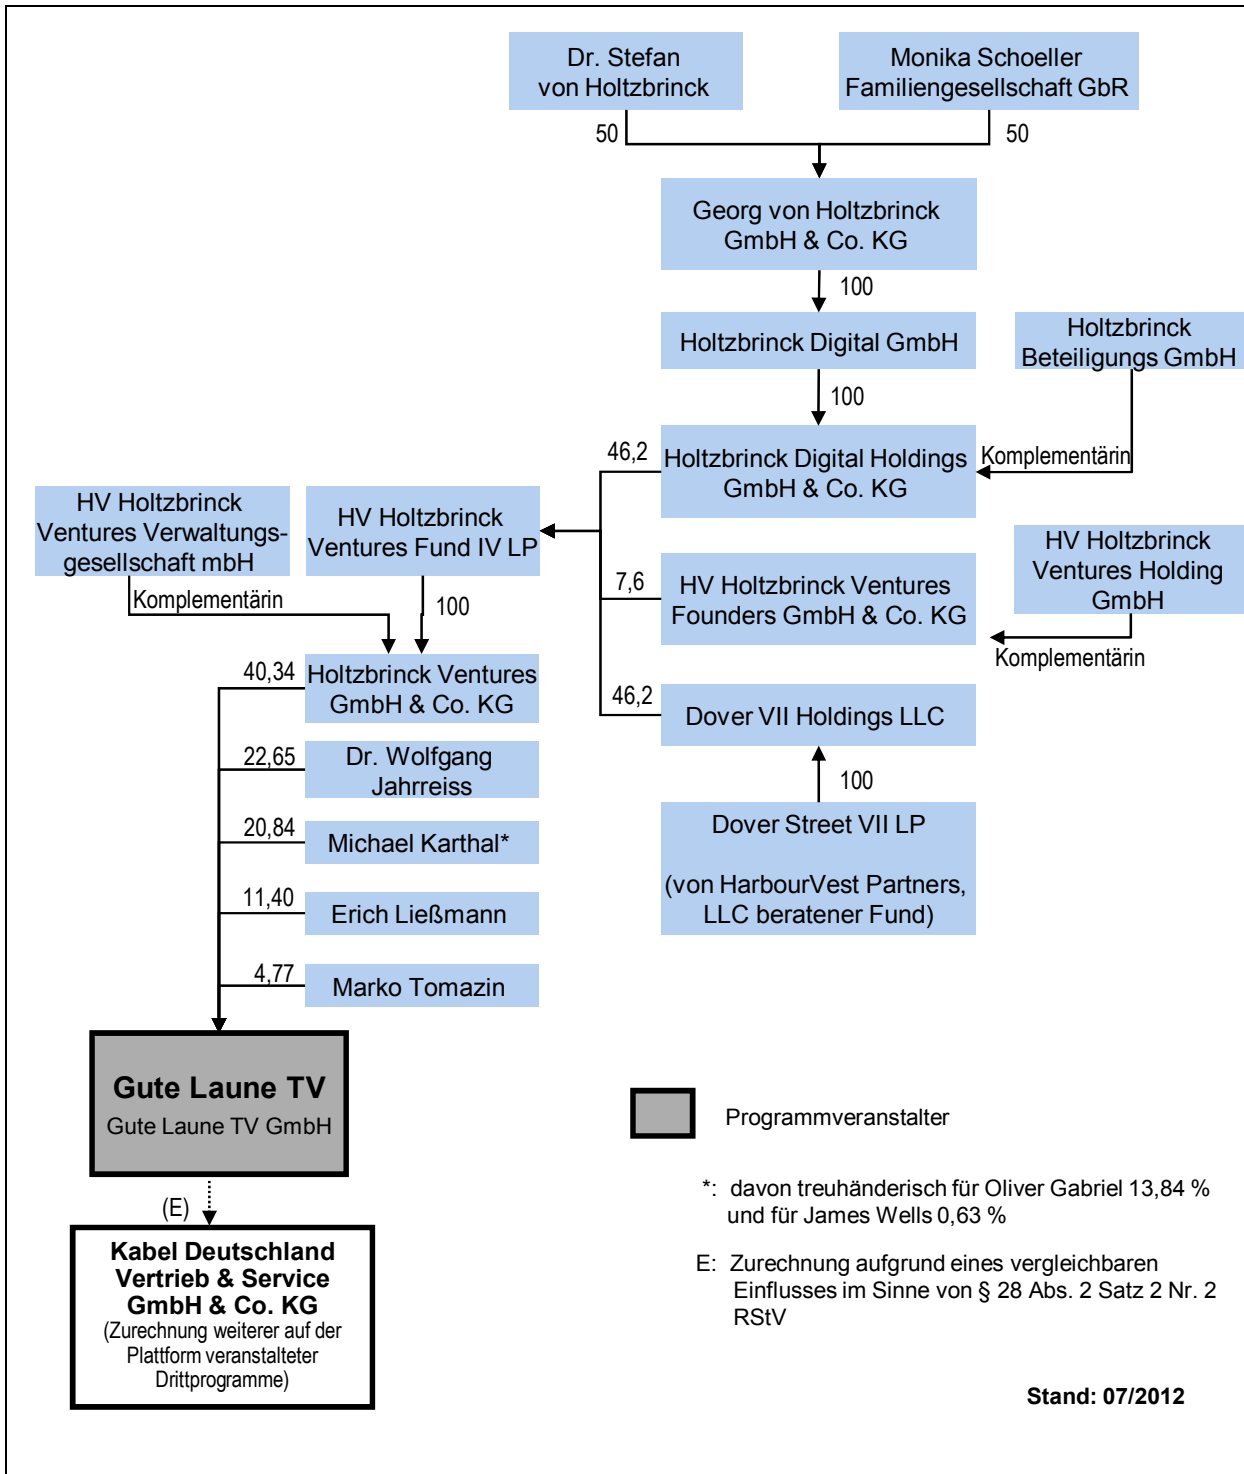 Dr. Stefan
von Holtzbrinck
Monika Schoeller
Familiengesellschaft GbR
50
50
Georg von Holtzbrinck
GmbH & Co. KG
100
Holtzbrinck Digital GmbH
Holtzbrinck
Beteiligungs GmbH
100
46,2
Holtzbrinck Digital Holdings
GmbH & Co. KG
Komplementärin
HV Holtzbrinck
Ventures Verwaltungs-
gesellschaft mbH
HV Holtzbrinck
Ventures Fund IV LP
HV Holtzbrinck
Ventures Holding
GmbH
7,6
HV Holtzbrinck Ventures
Founders GmbH & Co. KG
Komplementärin
100
Komplementärin
40,34
Holtzbrinck Ventures
GmbH & Co. KG
46,2
Dover VII Holdings LLC
22,65
Dr. Wolfgang
Jahrreiss
100
20,84
Michael Karthal*
Dover Street VII LP
(von HarbourVest Partners,
LLC beratener Fund)
11,40
Erich Ließmann
4,77
Marko Tomazin
Gute Laune TV
Gute Laune TV GmbH
Programmveranstalter
(E)
*: davon treuhänderisch für Oliver Gabriel 13,84 %
und für James Wells 0,63 %
Kabel Deutschland
Vertrieb & Service
GmbH & Co. KG
(Zurechnung weiterer auf der
Plattform veranstalteter
Drittprogramme)
E: Zurechnung aufgrund eines vergleichbaren
Einflusses im Sinne von § 28 Abs. 2 Satz 2 Nr. 2
RStV
Stand: 07/2012